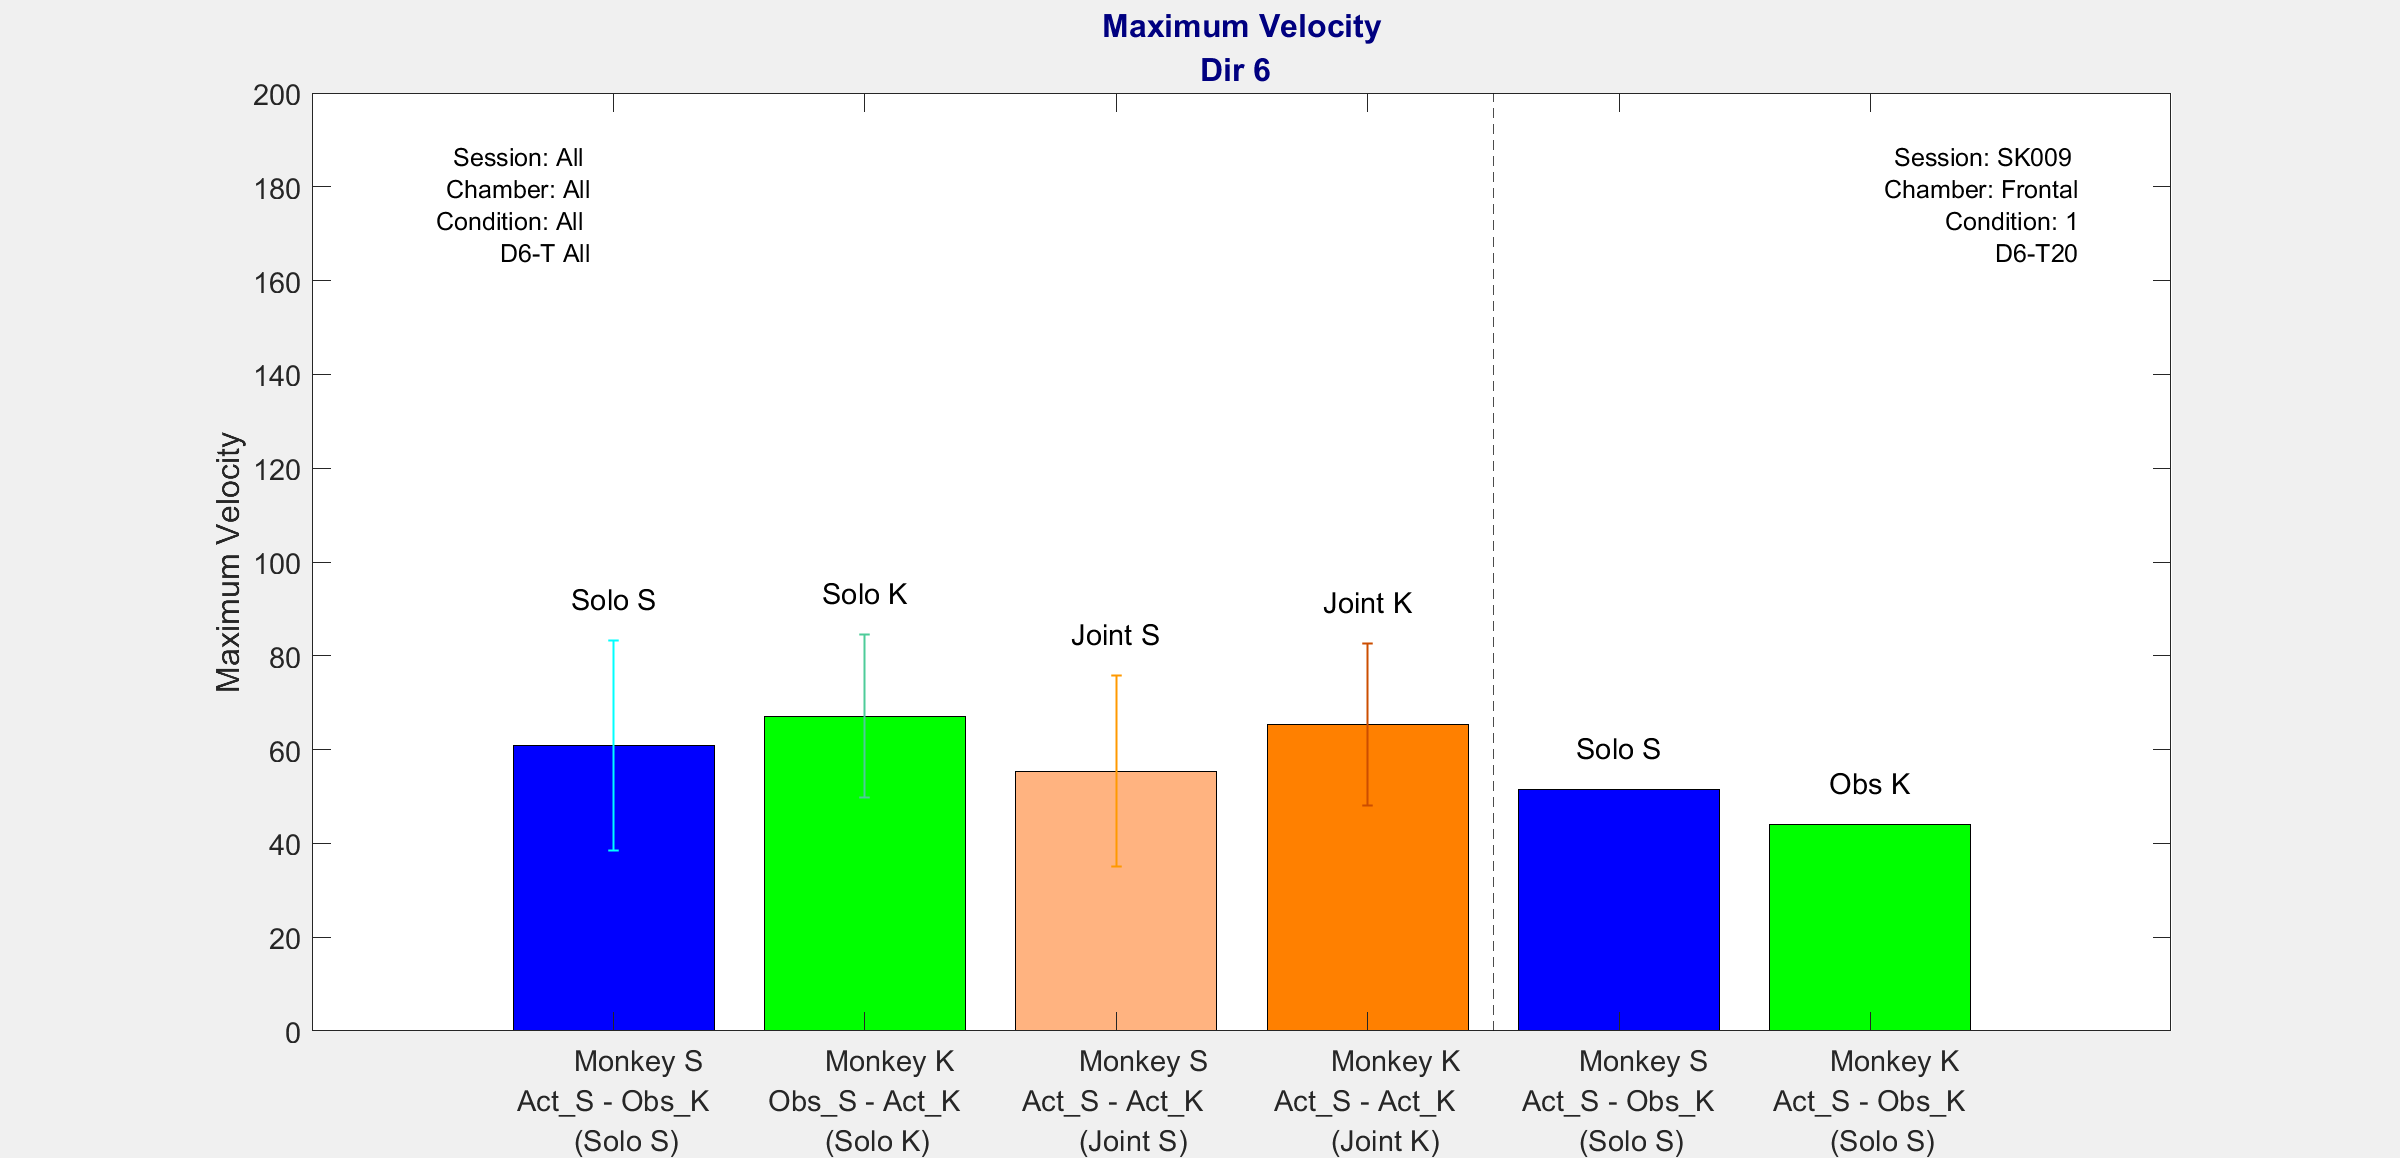 Maximum Velocity
Dir 6
Session: All
Chamber: All
Condition: All
D6-T All
Session: SK009
Chamber: Frontal
Condition: 1
D6-T20
Maximum Velocity
200
180
160
140
120
100
80
60
40
20
0
Solo S
Solo K
Joint S
Joint K
Solo S
Obs K
Monkey S
Act_S - Obs_K
(Solo S)
Monkey K
Obs_S - Act_K
(Solo K)
Monkey S
Act_S - Act_K
(Joint S)
Monkey K
Act_S - Act_K
(Joint K)
Monkey S
Act_S - Obs_K
(Solo S)
Monkey K
Act_S - Obs_K
(Solo S)